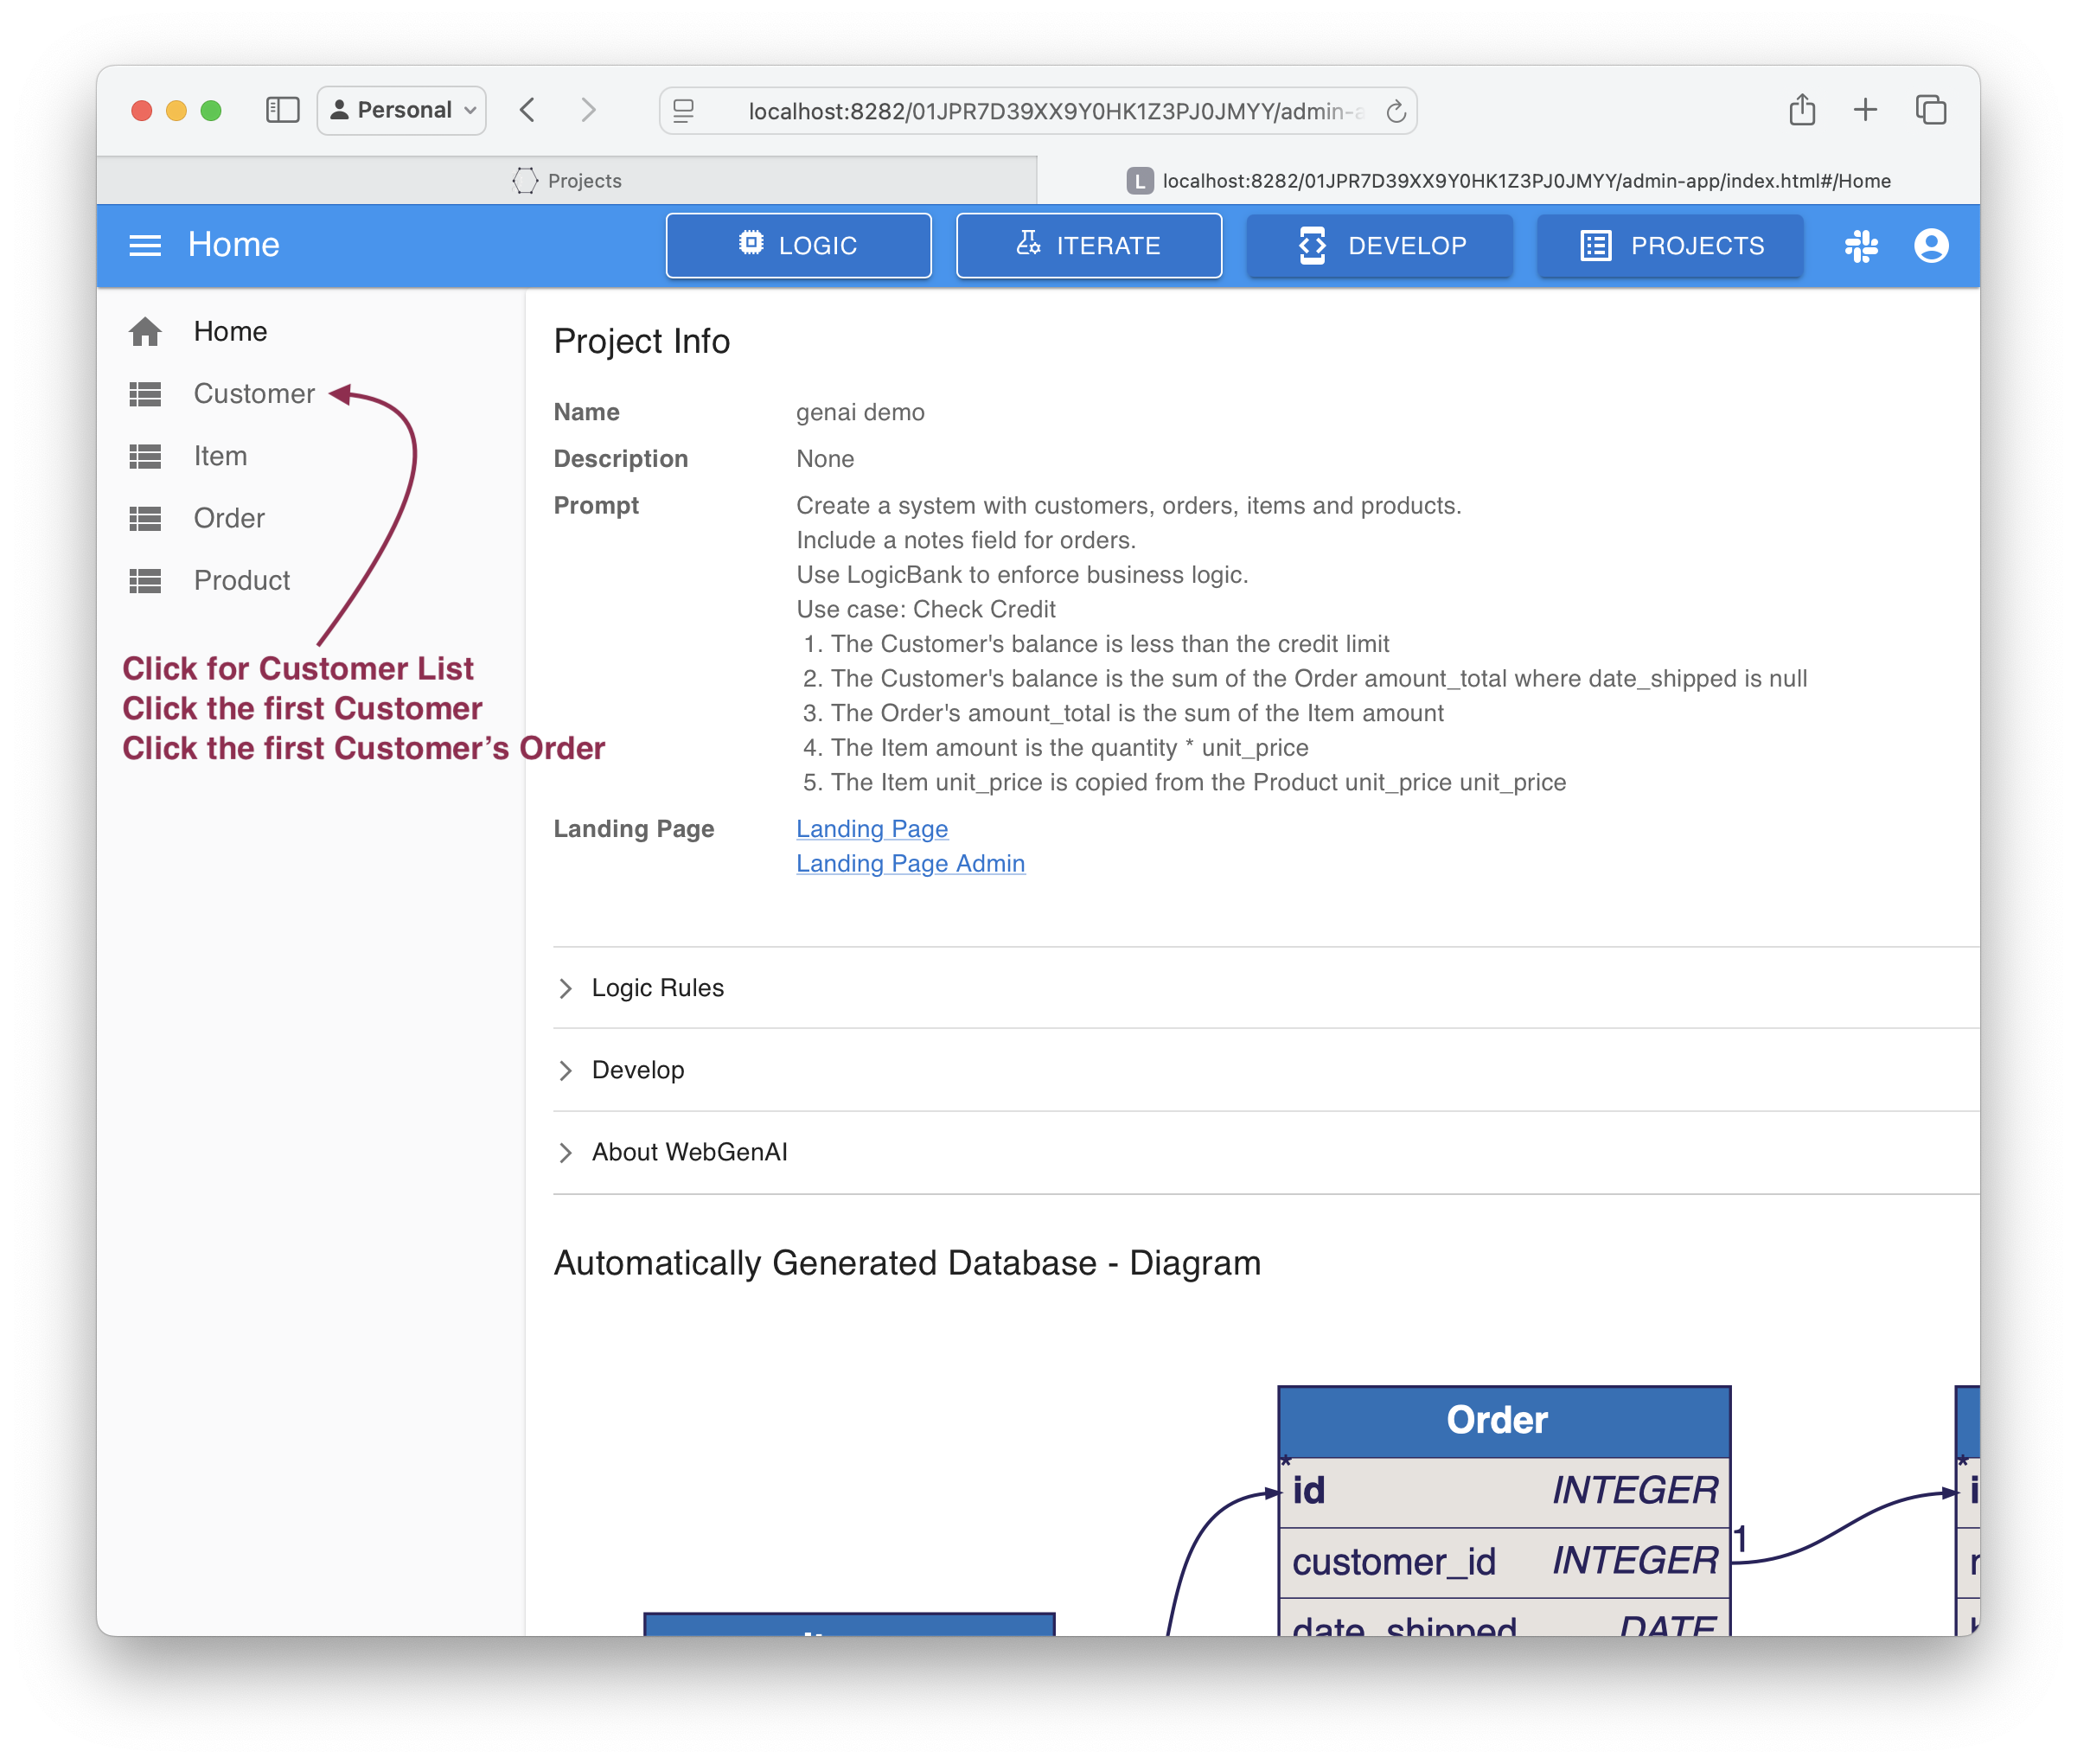 Personal
localhost:8282/01JPR7D39XX9Y0HK1Z3PJ0JMYY/admin-a
Projects
L localhost:8282/01JPR7D39XX9Y0HK1Z3PJ0JMYY/admin-app/index.html#/Home
Home
LOGIC
ITERATE
DEVELOP
PROJECTS
Home
Customer
Item
Order
Product
Click for Customer List
Click the first Customer
Click the first Customer’s Order
Project Info
Name genai demo
Description None
Prompt Create a system with customers, orders, items and products.
Include a notes field for orders.
Use LogicBank to enforce business logic.
Use case: Check Credit
1. The Customer's balance is less than the credit limit
2. The Customer's balance is the sum of the Order amount_total where date_shipped is null
3. The Order's amount_total is the sum of the Item amount
4. The Item amount is the quantity * unit_price
5. The Item unit_price is copied from the Product unit_price unit_price
Landing Page Landing Page
Landing Page Admin
Logic Rules
Develop
About WebGenAI
Automatically Generated Database - Diagram
Order
* *
id INTEGER
1
customer_id INTEGER
date_shipped DATE